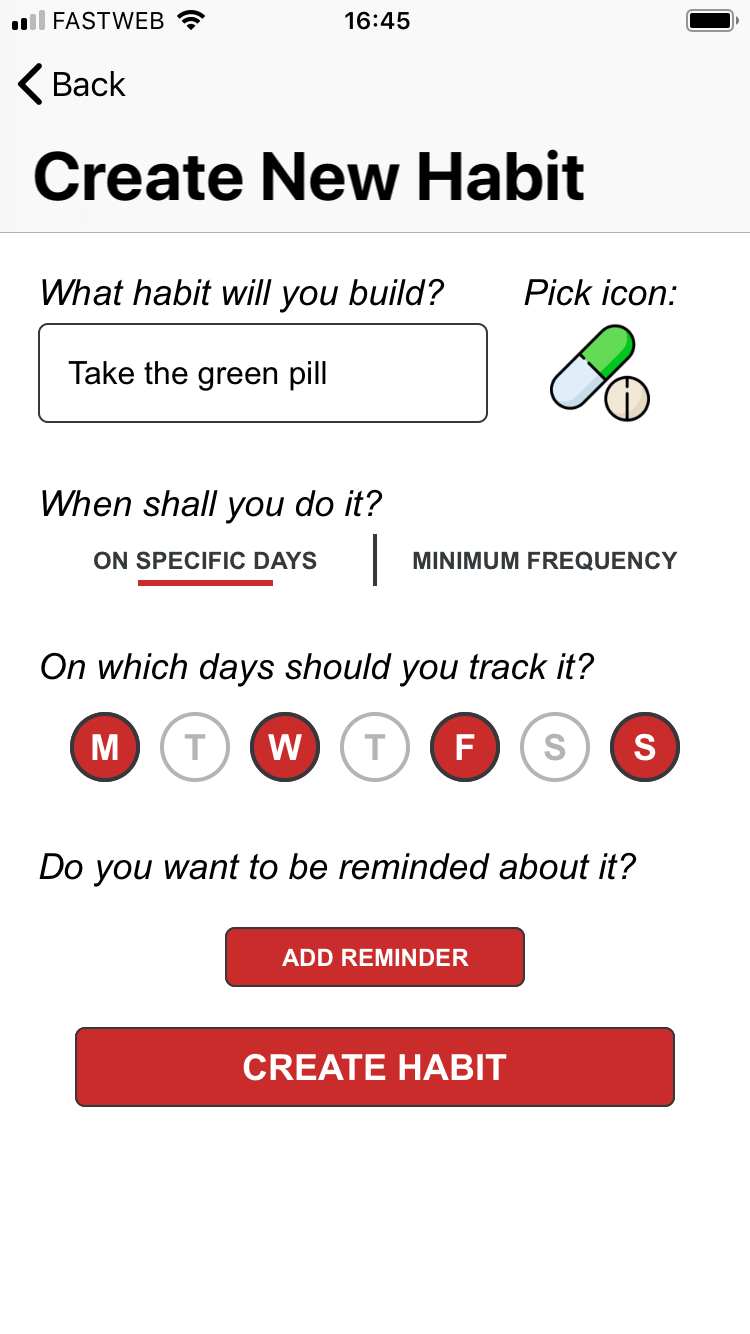 FASTWEB 16:45
Back
Create New Habit
What habit will you build? Pick icon:
Take the green pill
When shall you do it?
ON SPECIFIC DAYS MINIMUM FREQUENCY
On which days should you track it?
M T W T F S S
Do you want to be reminded about it?
ADD REMINDER
CREATE HABIT